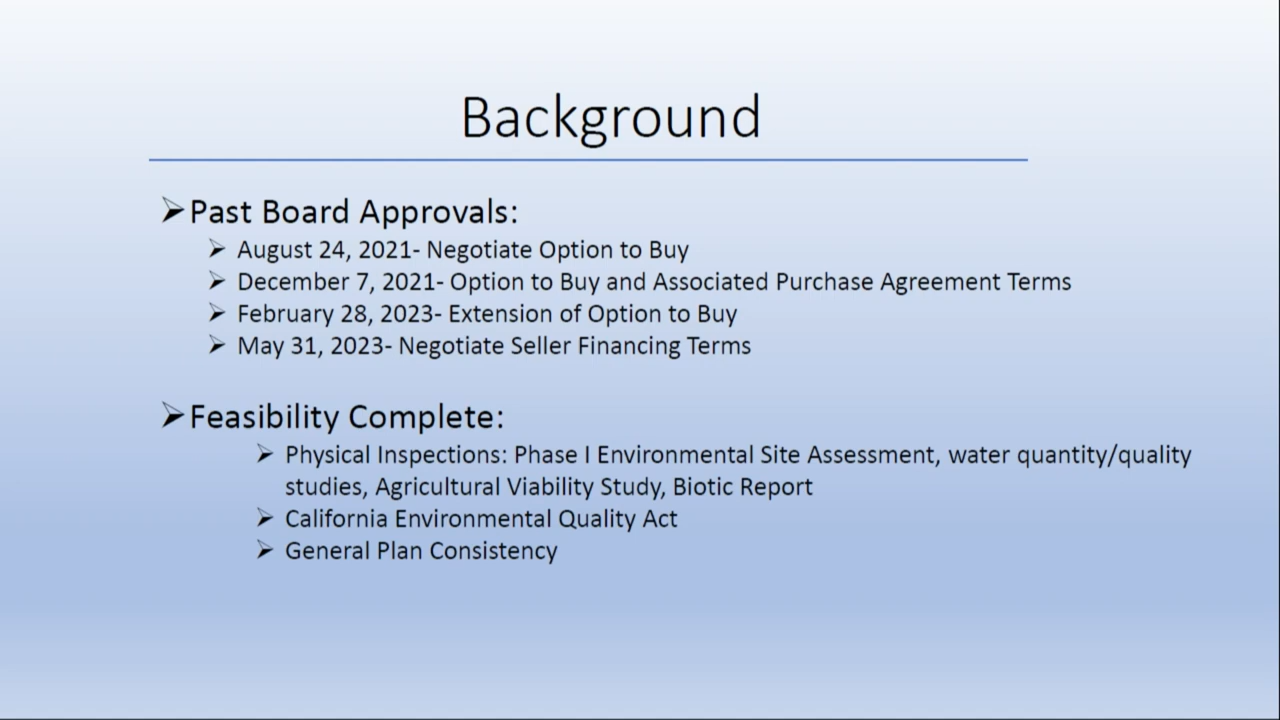 Background
Past Board Approvals:
August 24, 2021- Negotiate Option to Buy
December 7, 2021- Option to Buy and Associated Purchase Agreement Terms
February 28, 2023- Extension of Option to Buy
May 31, 2023- Negotiate Seller Financing Terms
Feasibility Complete:
Physical Inspections: Phase I Environmental Site Assessment, water quantity/quality
studies, Agricultural Viability Study, Biotic Report
California Environmental Quality Act
General Plan Consistency